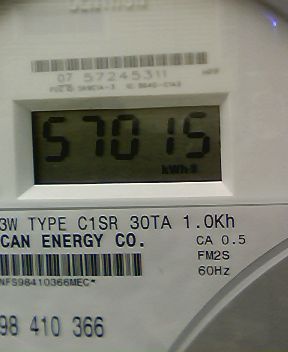 07 57245311
57015
kWh
3W TYPE C1SR 30TA 1.0Kh
CAN ENERGY CO.
CA 0.5
FM2S
60Hz
NFS98410366MEC*
98 410 366